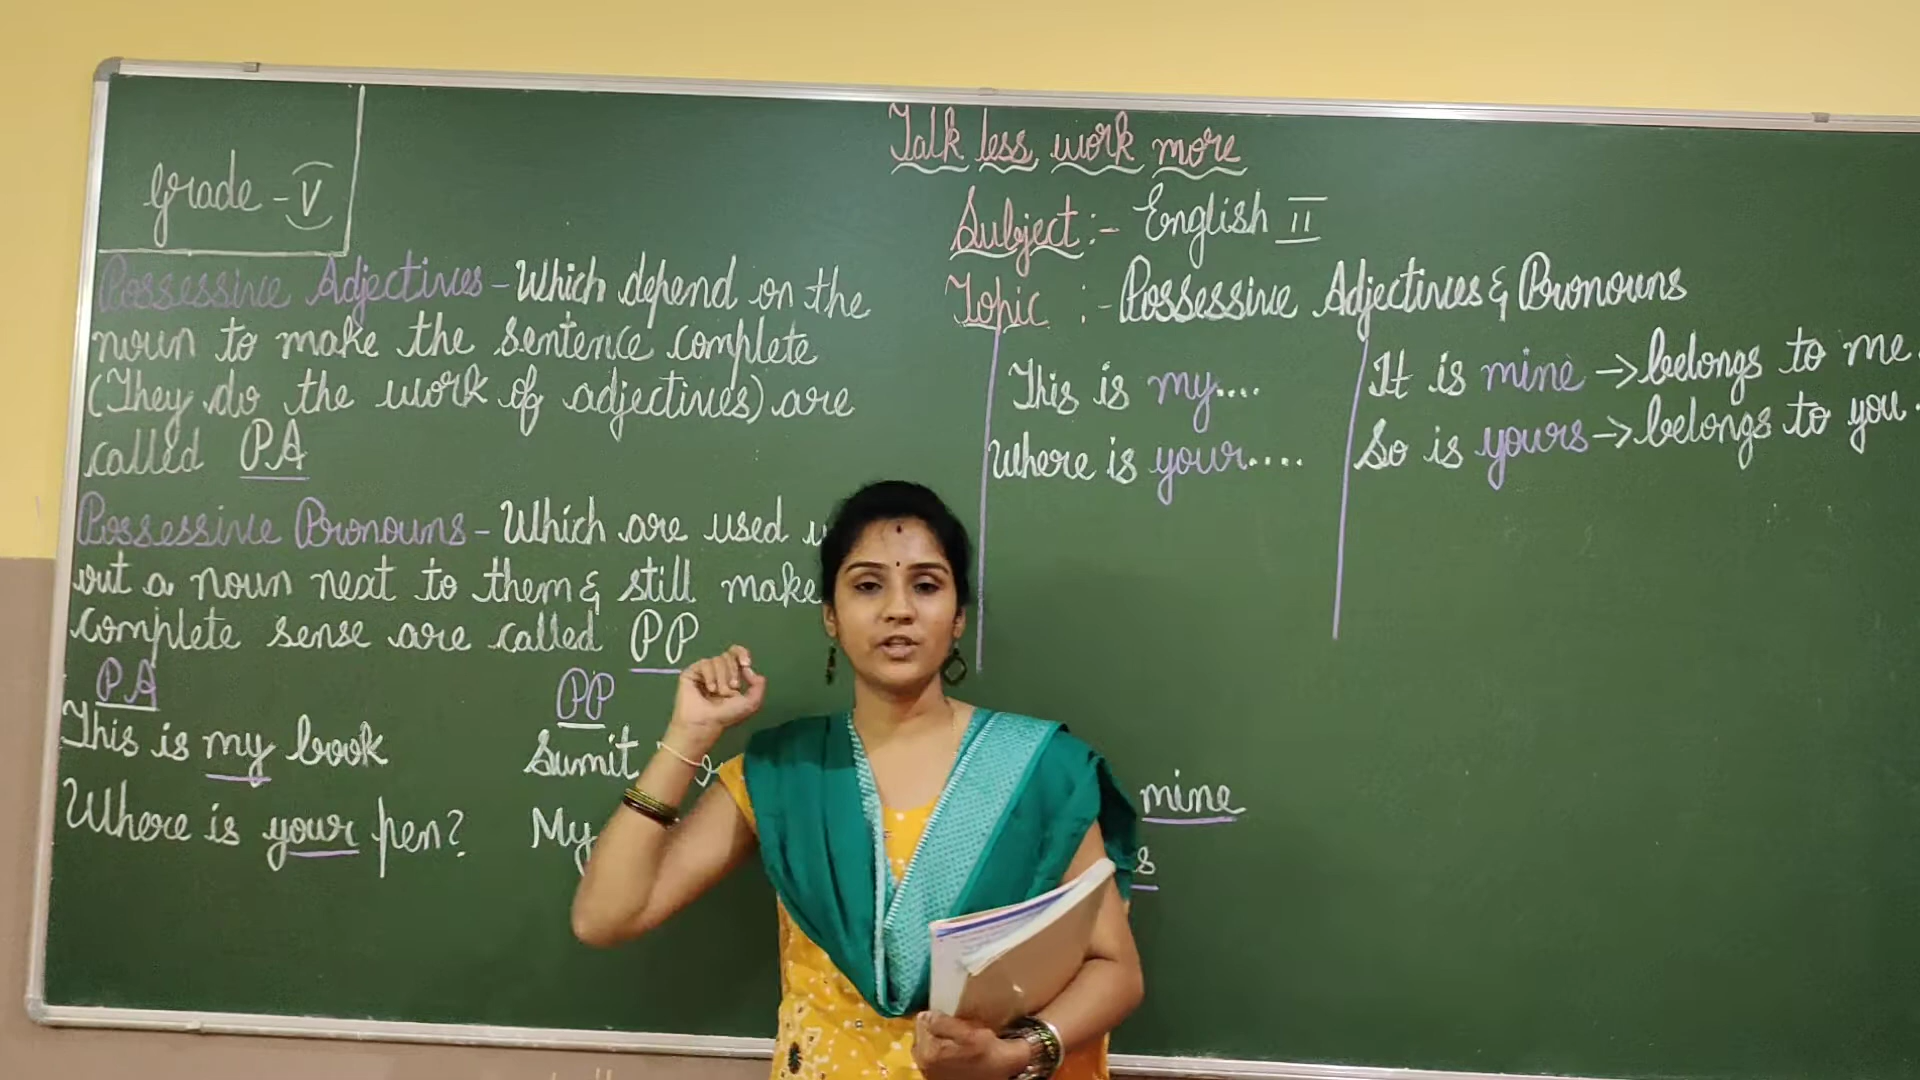 Talk less, work more
Grade - V
Subject :- English II
Topic :- Possessive Adjectives & Pronouns
Possessive Adjectives - Which depend on the
noun to make the sentence complete
(They do the work of adjectives) are
called PA
Possessive Pronouns - Which are used
out a noun next to them & still make
complete sense are called PP
PA
This is my book
Where is your pen?
PP
Sumit
mine
My
This is my....
Where is your....
It is mine → belongs to me.
So is yours → belongs to you.